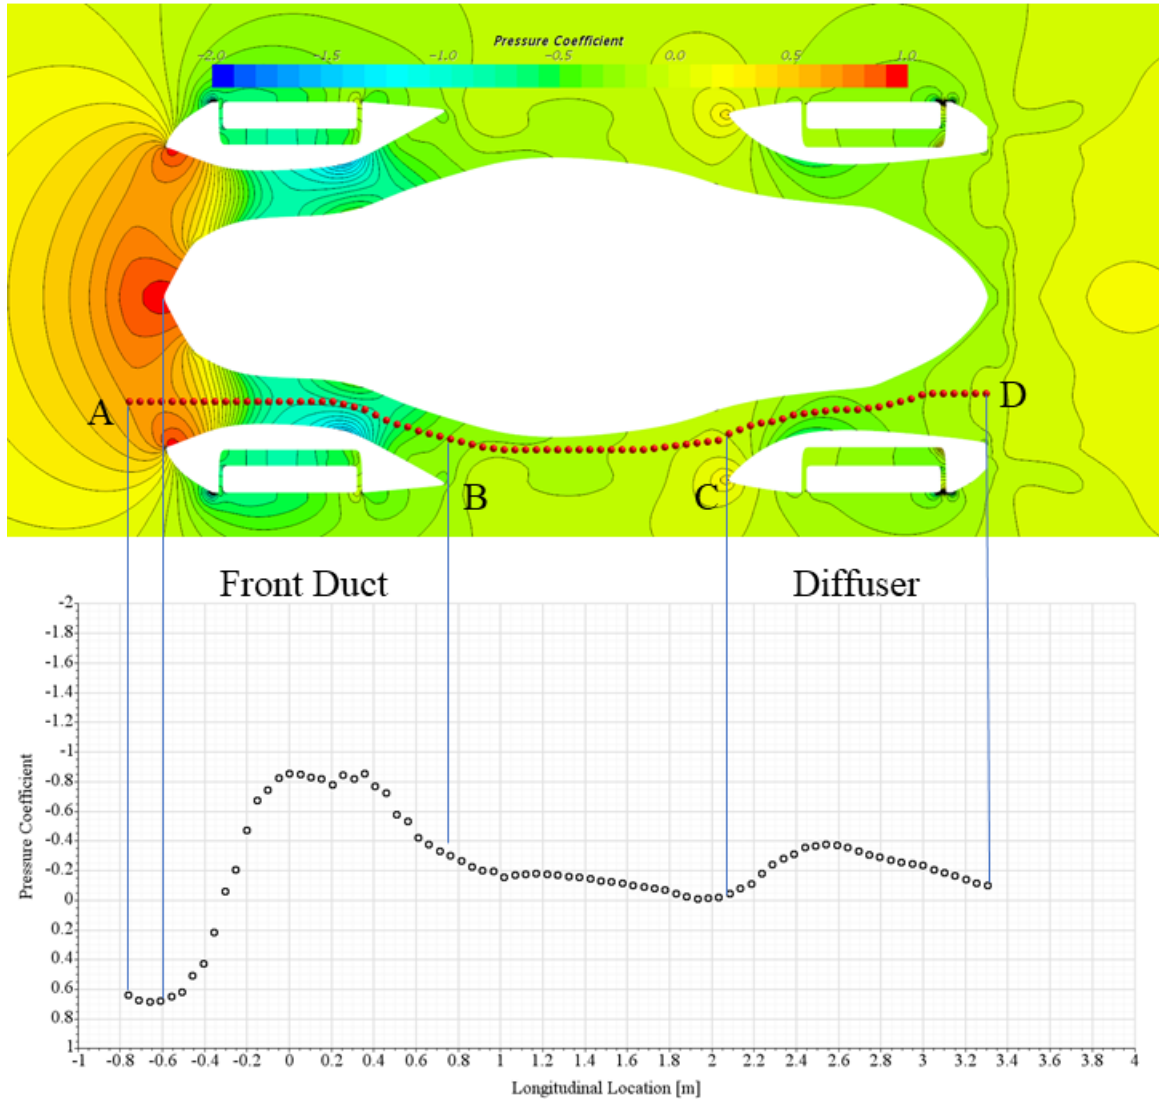 Pressure Coefficient
-2.0 -1.5 -1.0 -0.5 0.0 0.5 1.0
A
B
C
D
Front Duct
Diffuser
Pressure Coefficient
-2
-1.8
-1.6
-1.4
-1.2
-1
-0.8
-0.6
-0.4
-0.2
0
0.2
0.4
0.6
0.8
1
-1 -0.8 -0.6 -0.4 -0.2 0 0.2 0.4 0.6 0.8 1 1.2 1.4 1.6 1.8 2 2.2 2.4 2.6 2.8 3 3.2 3.4 3.6 3.8 4
Longitudinal Location [m]